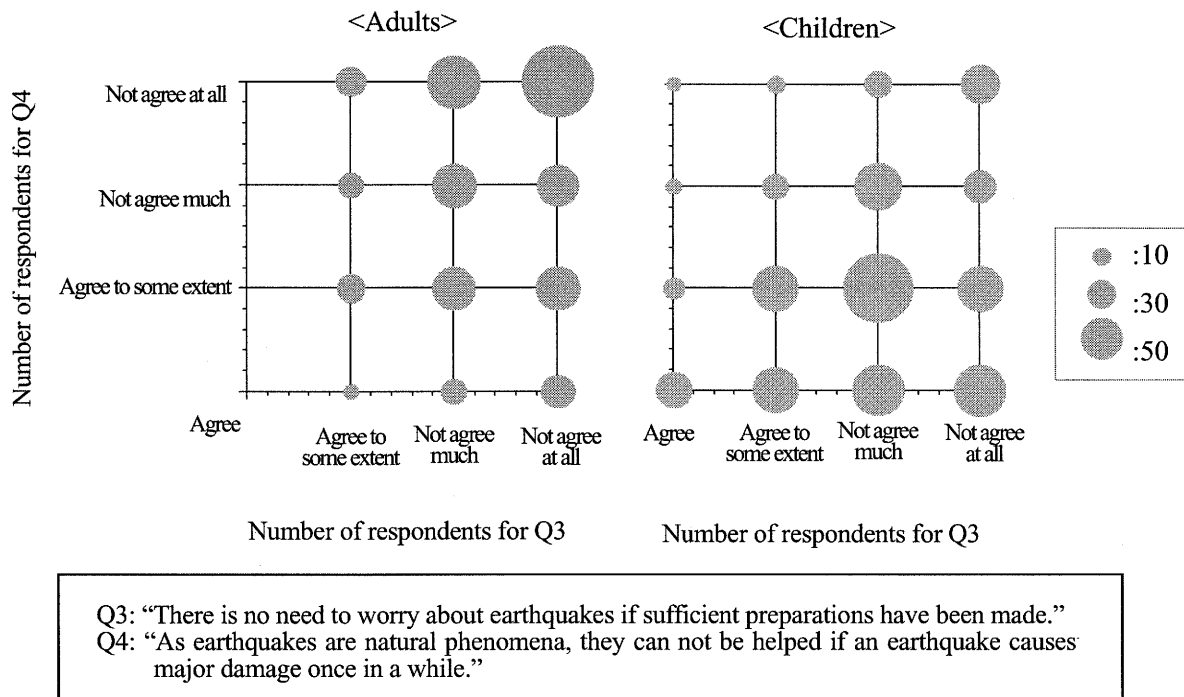 <Adults>
<Children>
Number of respondents for Q4
Not agree at all
Not agree much
Agree to some extent
Agree
Agree to
some extent
Not agree
much
Not agree
at all
Agree
Agree to
some extent
Not agree
much
Not agree
at all
:10
:30
:50
Number of respondents for Q3
Number of respondents for Q3
Q3: “There is no need to worry about earthquakes if sufficient preparations have been made.”
Q4: “As earthquakes are natural phenomena, they can not be helped if an earthquake causes
major damage once in a while.”